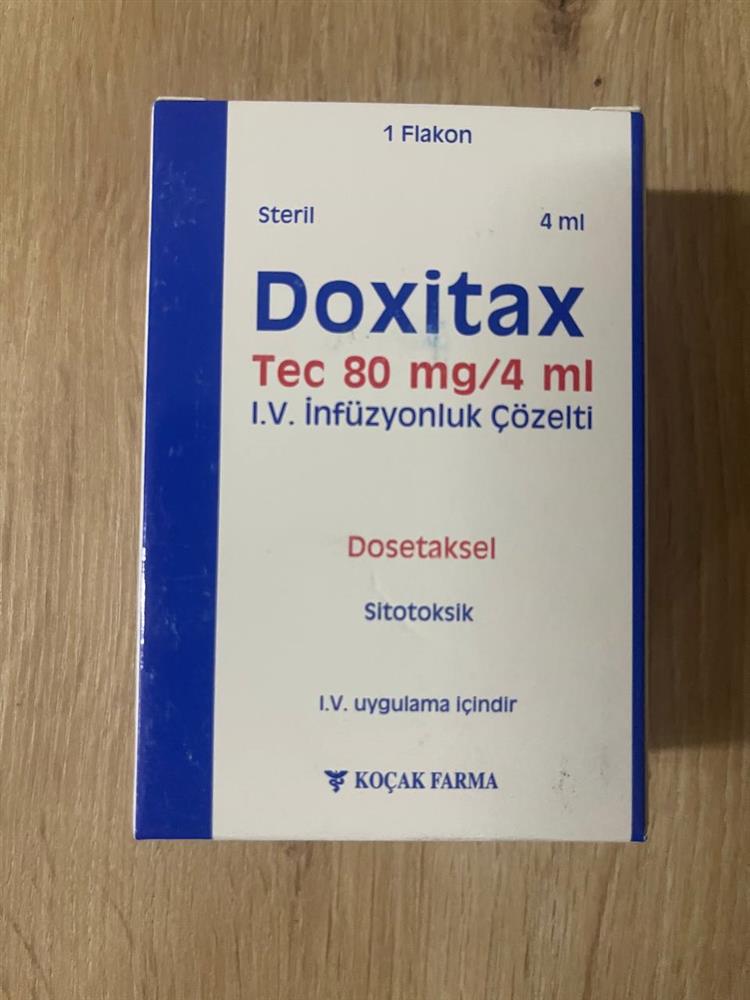 1 Flakon
Steril
4 ml
Doxitax
Tec 80 mg/4 ml
I.V. İnfüzyonluk Çözelti
Dosetaksel
Sitotoksik
I.V. uygulama içindir
KOÇAK FARMA